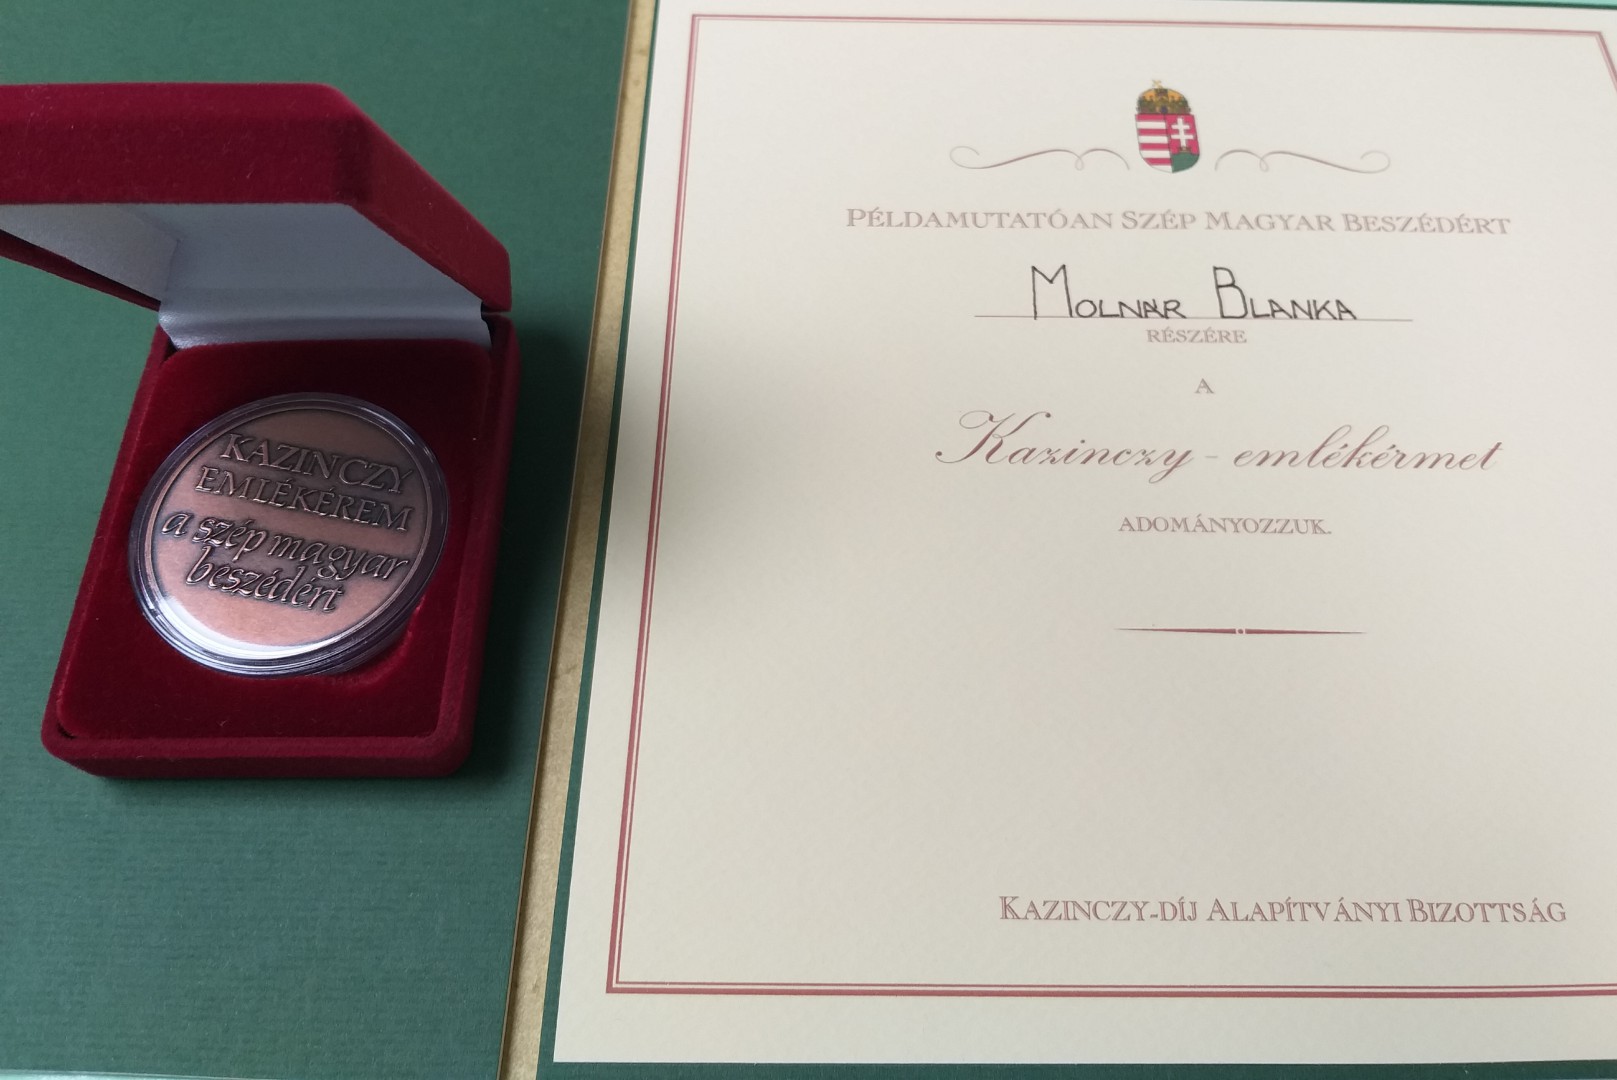 KAZINCZY
EMLÉKÉREM
a szép magyar
beszédért
PÉLDAMUTATÓAN SZÉP MAGYAR BESZÉDÉRT
MOLNÁR BLANKA
RÉSZÉRE
A
Kazinczy - emlékérmet
ADOMÁNYOZZUK.
KAZINCZY-DÍJ ALAPÍTVÁNYI BIZOTTSÁG